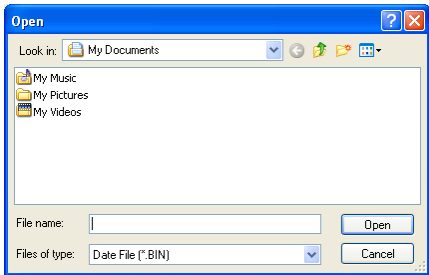 Open
Look in: My Documents
My Music
My Pictures
My Videos
File name: Open
Files of type: Date File (*.BIN) Cancel